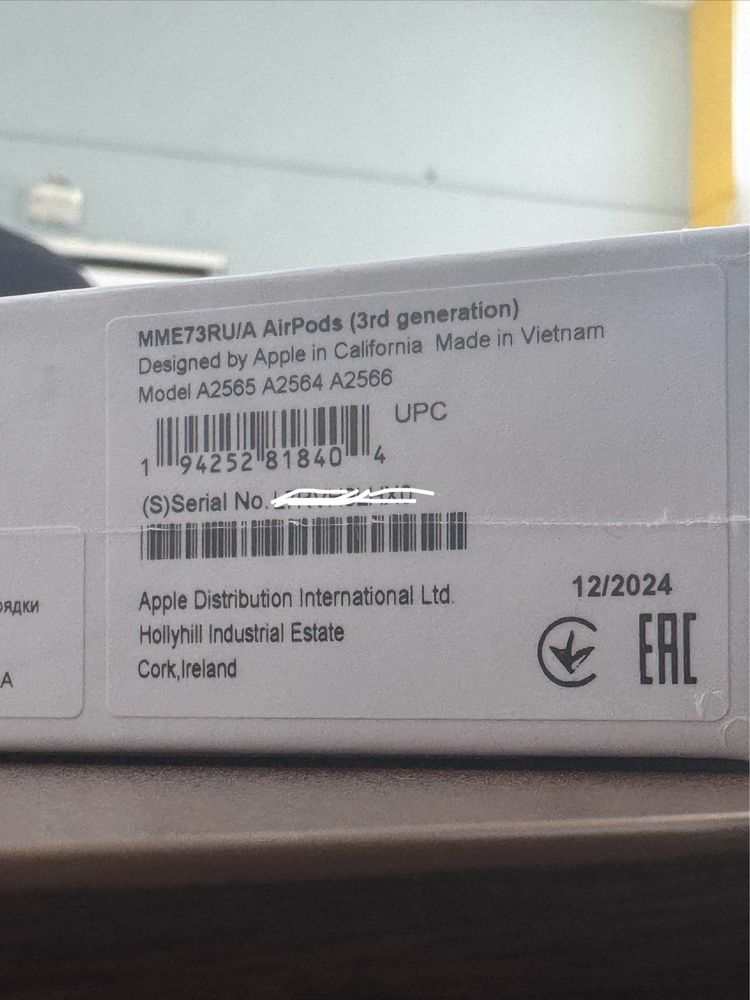 MME73RU/A AirPods (3rd generation)
Designed by Apple in California Made in Vietnam
Model A2565 A2564 A2566
UPC
1 94252 81840 4
(S)Serial No.
Apple Distribution International Ltd.
Hollyhill Industrial Estate
Cork,Ireland
12/2024
EAC
рядки
A